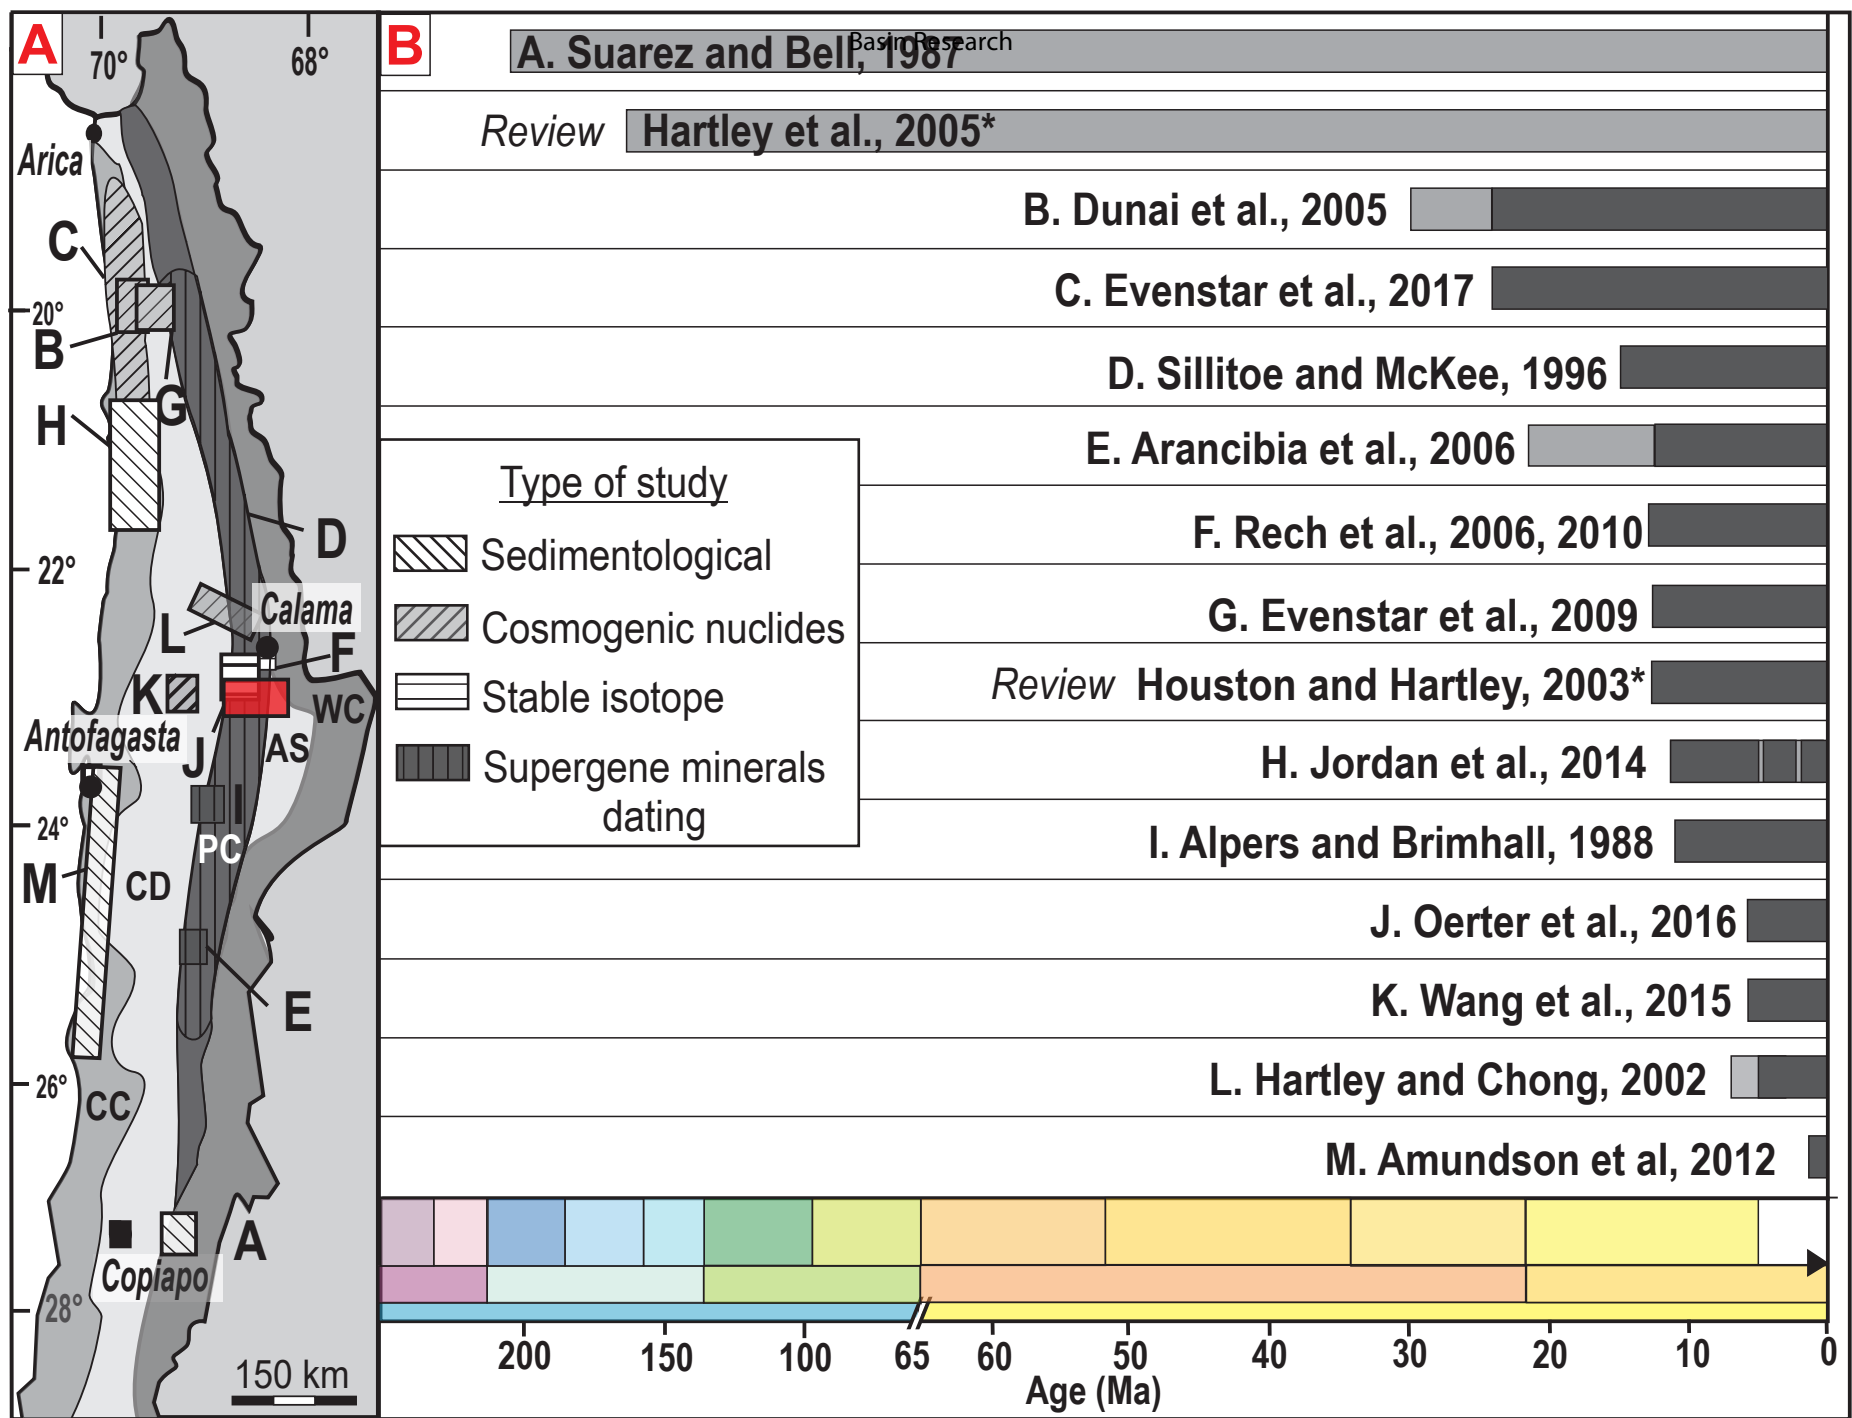 A
70°
68°
Arica
C
20°
B
G
H
D
22°
Calama
L
F
K
WC
Antofagasta
J
AS
I
24°
PC
M
CD
E
26°
CC
A
Copiapo
28°
150 km
B
Basin Research
A. Suarez and Bell, 1987
Review Hartley et al., 2005*
B. Dunai et al., 2005
C. Evenstar et al., 2017
D. Sillitoe and McKee, 1996
E. Arancibia et al., 2006
F. Rech et al., 2006, 2010
G. Evenstar et al., 2009
Review Houston and Hartley, 2003*
H. Jordan et al., 2014
I. Alpers and Brimhall, 1988
J. Oerter et al., 2016
K. Wang et al., 2015
L. Hartley and Chong, 2002
M. Amundson et al, 2012
Type of study
Sedimentological
Cosmogenic nuclides
Stable isotope
Supergene minerals
dating
200 150 100 65 60 50 40 30 20 10 0
Age (Ma)